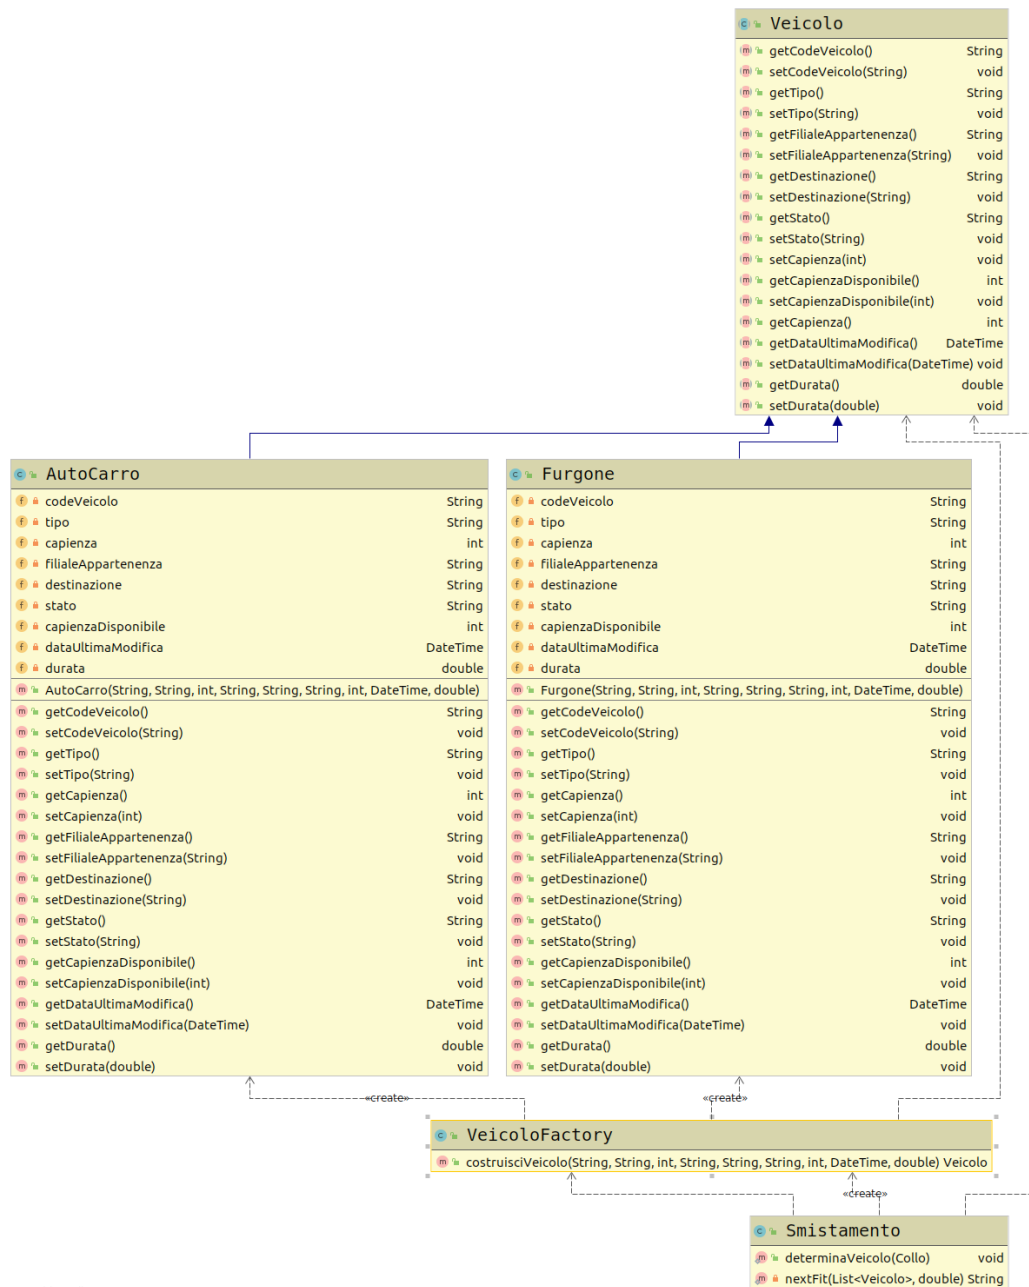 Veicolo
getCodeVeicolo() String
setCodeVeicolo(String) void
getTipo() String
setTipo(String) void
getFilialeAppartenenza() String
setFilialeAppartenenza(String) void
getDestinazione() String
setDestinazione(String) void
getStato() String
setStato(String) void
setCapienza(int) void
getCapienzaDisponibile() int
setCapienzaDisponibile(int) void
getCapienza() int
getDataUltimaModifica() DateTime
setDataUltimaModifica(DateTime) void
getDurata() double
setDurata(double) void
AutoCarro
codeVeicolo String
tipo String
capienza int
filialeAppartenenza String
destinazione String
stato String
capienzaDisponibile int
dataUltimaModifica DateTime
durata double
AutoCarro(String, String, int, String, String, String, int, DateTime, double)
getCodeVeicolo() String
setCodeVeicolo(String) void
getTipo() String
setTipo(String) void
getCapienza() int
setCapienza(int) void
getFilialeAppartenenza() String
setFilialeAppartenenza(String) void
getDestinazione() String
setDestinazione(String) void
getStato() String
setStato(String) void
getCapienzaDisponibile() int
setCapienzaDisponibile(int) void
getDataUltimaModifica() DateTime
setDataUltimaModifica(DateTime) void
getDurata() double
setDurata(double) void
Furgone
codeVeicolo String
tipo String
capienza int
filialeAppartenenza String
destinazione String
stato String
capienzaDisponibile int
dataUltimaModifica DateTime
durata double
Furgone(String, String, int, String, String, String, int, DateTime, double)
getCodeVeicolo() String
setCodeVeicolo(String) void
getTipo() String
setTipo(String) void
getCapienza() int
setCapienza(int) void
getFilialeAppartenenza() String
setFilialeAppartenenza(String) void
getDestinazione() String
setDestinazione(String) void
getStato() String
setStato(String) void
getCapienzaDisponibile() int
setCapienzaDisponibile(int) void
getDataUltimaModifica() DateTime
setDataUltimaModifica(DateTime) void
getDurata() double
setDurata(double) void
«create» «create»
VeicoloFactory
costruisciVeicolo(String, String, int, String, String, String, int, DateTime, double) Veicolo
«create»
Smistamento
determinaVeicolo(Collo) void
nextFit(List<Veicolo>, double) String